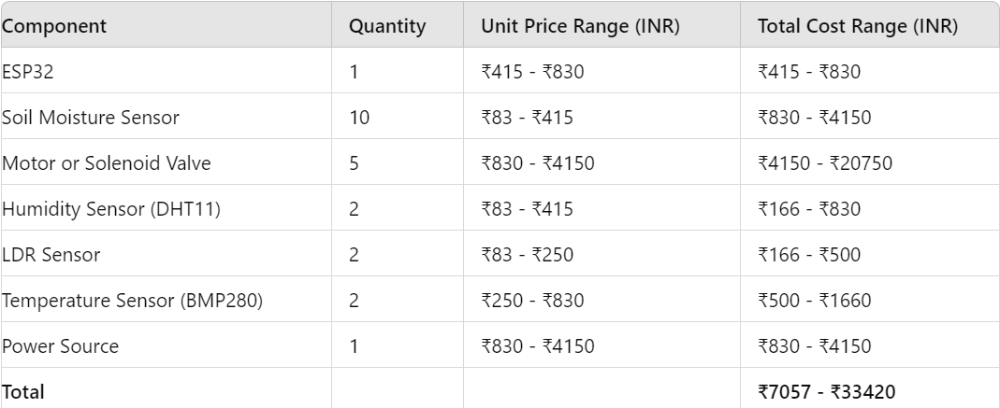 Component Quantity Unit Price Range (INR) Total Cost Range (INR)
ESP32 1 ₹415 - ₹830 ₹415 - ₹830
Soil Moisture Sensor 10 ₹83 - ₹415 ₹830 - ₹4150
Motor or Solenoid Valve 5 ₹830 - ₹4150 ₹4150 - ₹20750
Humidity Sensor (DHT11) 2 ₹83 - ₹415 ₹166 - ₹830
LDR Sensor 2 ₹83 - ₹250 ₹166 - ₹500
Temperature Sensor (BMP280) 2 ₹250 - ₹830 ₹500 - ₹1660
Power Source 1 ₹830 - ₹4150 ₹830 - ₹4150
Total ₹7057 - ₹33420